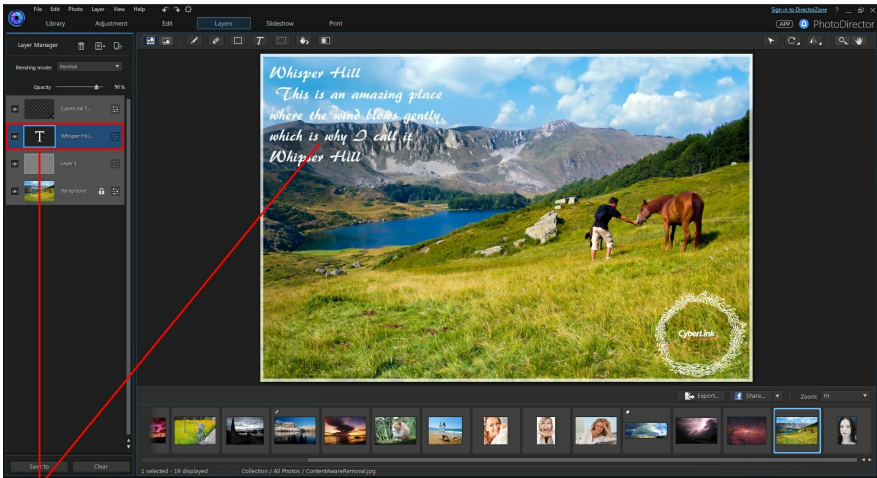 File Edit Photo Layer View Help
Sign in to DirectorZone ?
Library Adjustment Edit Layers Slideshow Print
APP PhotoDirector
Layer Manager
Blending mode: Normal
Opacity 90%
CyberLink T...
Whisper Hill...
Layer 1
Background
T
Whisper Hill
This is an amazing place
where the wind blows gently,
which is why I call it
Whipser Hill
CyberLink
Export...
Share...
Zoom: Fit
Save to Clear
1 selected - 19 displayed
Collection / All Photos / ContentAwareRemoval.jpg